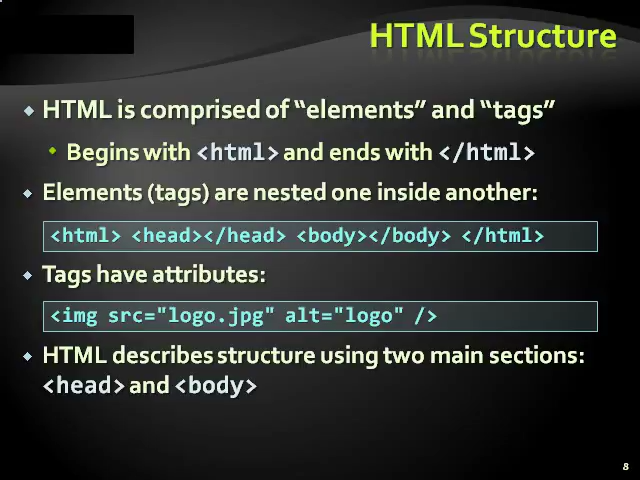 HTML Structure
HTML is comprised of “elements” and “tags”
Begins with <html> and ends with </html>
Elements (tags) are nested one inside another:
<html> <head></head> <body></body> </html>
Tags have attributes:
<img src="logo.jpg" alt="logo" />
HTML describes structure using two main sections:
<head> and <body>
8